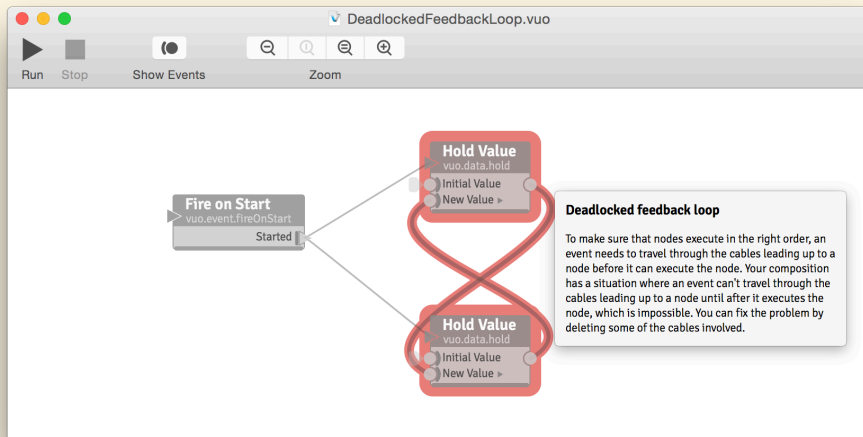 DeadlockedFeedbackLoop.vuo
Run
Stop
Show Events
Zoom
Hold Value
vuo.data.hold
Initial Value
New Value
Fire on Start
vuo.event.fireOnStart
Started
Deadlocked feedback loop
To make sure that nodes execute in the right order, an
event needs to travel through the cables leading up to a
node before it can execute the node. Your composition
has a situation where an event can't travel through the
cables leading up to a node until after it executes the
node, which is impossible. You can fix the problem by
deleting some of the cables involved.
Hold Value
vuo.data.hold
Initial Value
New Value